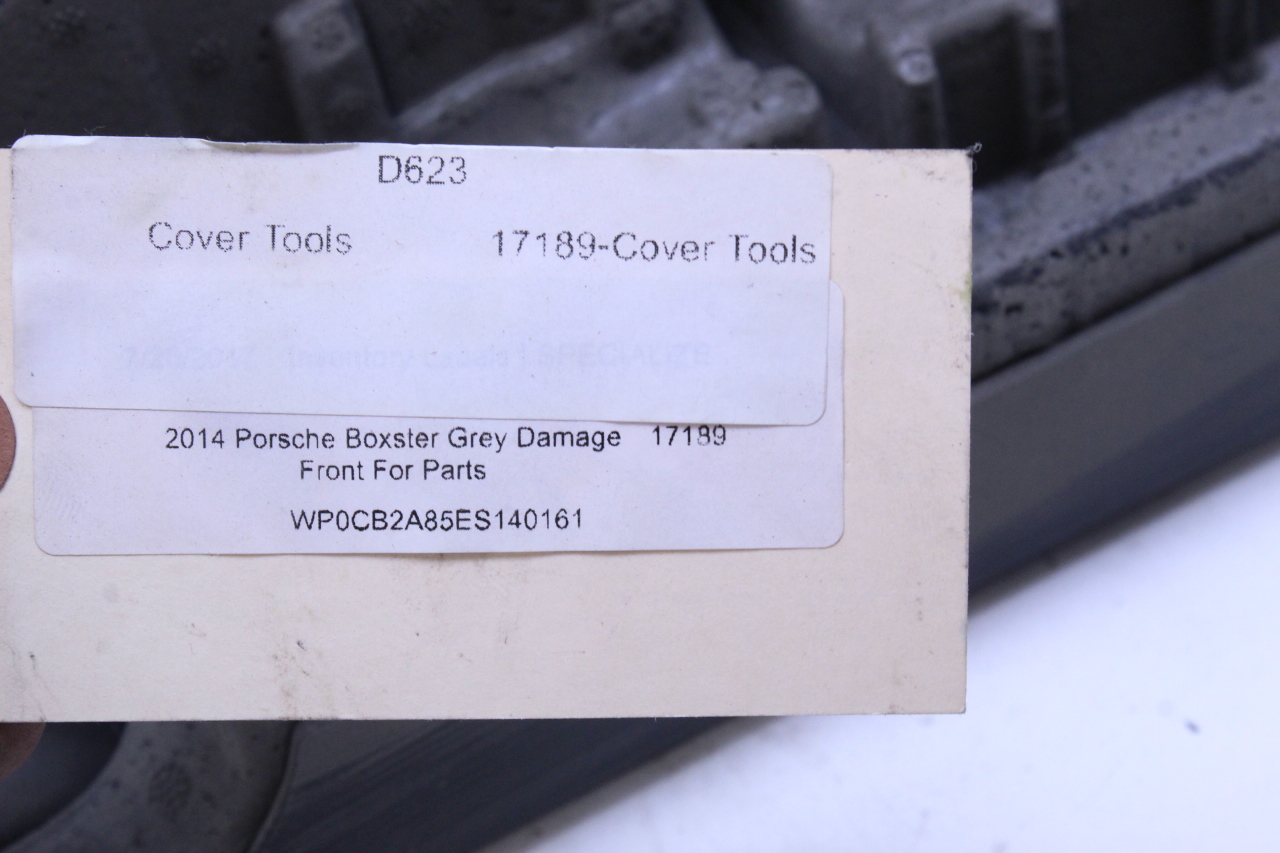 D623
Cover Tools 17189-Cover Tools
2014 Porsche Boxster Grey Damage 17189
Front For Parts
WP0CB2A85ES140161